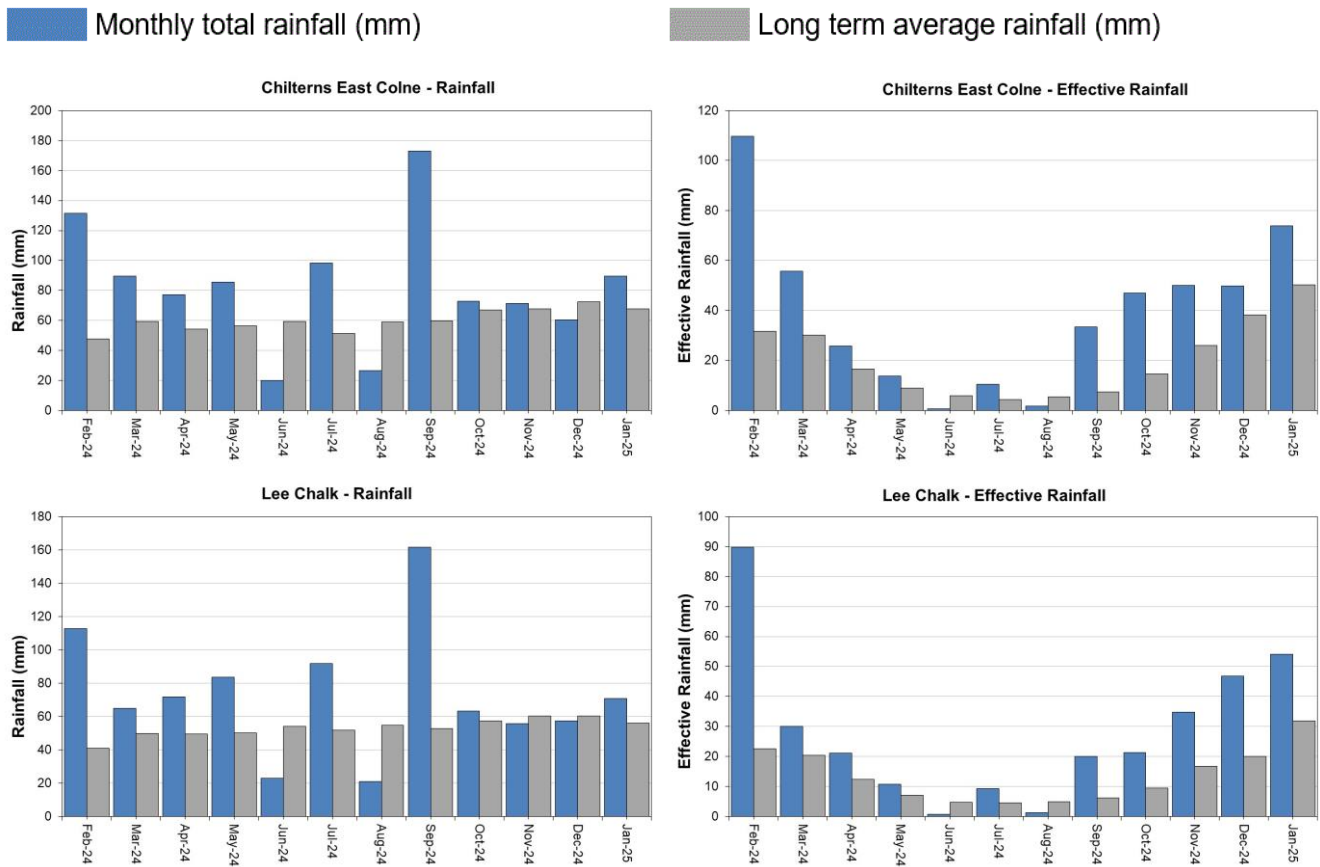 Monthly total rainfall (mm)
Long term average rainfall (mm)
Chilterns East Colne - Rainfall
Rainfall (mm)
200
180
160
140
120
100
80
60
40
20
0
Feb-24
Mar-24
Apr-24
May-24
Jun-24
Jul-24
Aug-24
Sep-24
Oct-24
Nov-24
Dec-24
Jan-25
Chilterns East Colne - Effective Rainfall
Effective Rainfall (mm)
120
100
80
60
40
20
0
Feb-24
Mar-24
Apr-24
May-24
Jun-24
Jul-24
Aug-24
Sep-24
Oct-24
Nov-24
Dec-24
Jan-25
Lee Chalk - Rainfall
Rainfall (mm)
180
160
140
120
100
80
60
40
20
0
Feb-24
Mar-24
Apr-24
May-24
Jun-24
Jul-24
Aug-24
Sep-24
Oct-24
Nov-24
Dec-24
Jan-25
Lee Chalk - Effective Rainfall
Effective Rainfall (mm)
100
90
80
70
60
50
40
30
20
10
0
Feb-24
Mar-24
Apr-24
May-24
Jun-24
Jul-24
Aug-24
Sep-24
Oct-24
Nov-24
Dec-24
Jan-25